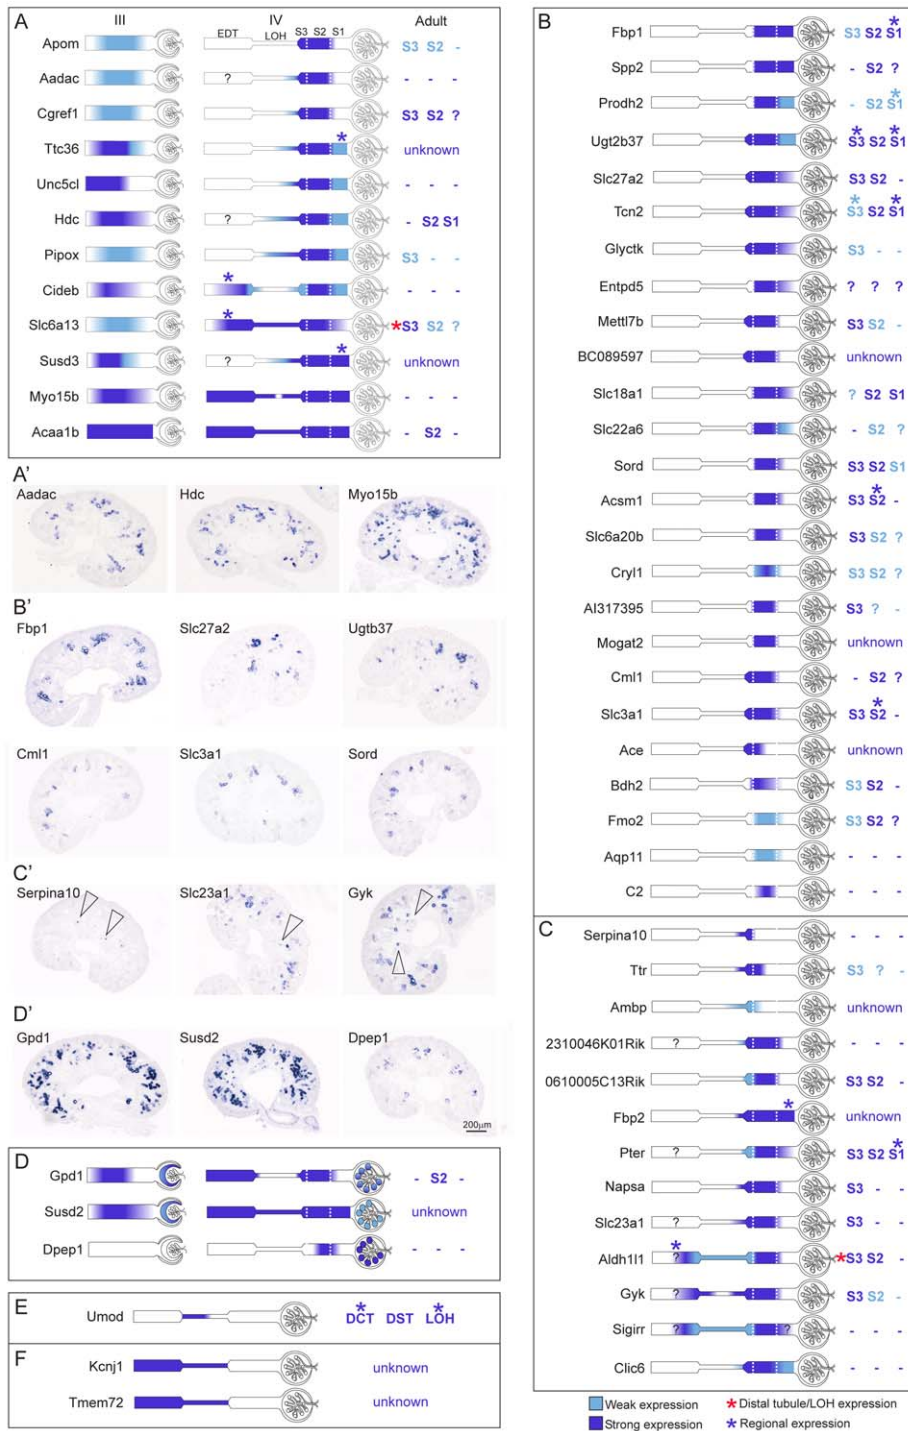 A III IV Adult
EDT LOH S3 S2 S1
Apom S3 S2 -
Aadac ? - - -
Cgref1 S3 S2 ?
Ttc36 * unknown
Unc5cl - - -
Hdc ? - S2 S1
Pipox S3 - -
Cideb * - - -
Slc6a13 * *S3 S2 ?
Susd3 ? * unknown
Myo15b - - -
Acaa1b - S2 -
A'
Aadac Hdc Myo15b
B'
Fbp1 Slc27a2 Ugtb37
Cml1 Slc3a1 Sord
C'
Serpina10 Slc23a1 Gyk
D'
Gpd1 Susd2 Dpep1
200µm
D
Gpd1 - S2 -
Susd2 unknown
Dpep1 - - -
E
Umod DCT* DST LOH*
F
Kcnj1 unknown
Tmem72 unknown
B
Fbp1 S3 S2 S1*
Spp2 - S2 ?
Prodh2 - S2 S1*
Ugt2b37 S3* S2 S1*
Slc27a2 S3 S2 -
Tcn2 S3* S2 S1*
Glyctk S3 - -
Entpd5 ? ? ?
Mettl7b S3 S2 -
BC089597 unknown
Slc18a1 ? S2 S1
Slc22a6 - S2 ?
Sord S3 S2 S1
Acsm1 S3 S2* -
Slc6a20b S3 S2 ?
Cryl1 S3 S2 ?
AI317395 S3 ? -
Mogat2 unknown
Cml1 - S2 ?
Slc3a1 S3 S2* -
Ace unknown
Bdh2 S3 S2 -
Fmo2 S3 S2 ?
Aqp11 - - -
C2 - - -
C
Serpina10 - - -
Ttr S3 ? -
Ambp unknown
2310046K01Rik ? - - -
0610005C13Rik S3 S2 -
Fbp2 * unknown
Pter ? S3 S2 S1*
Napsa S3 - -
Slc23a1 ? S3 - -
Aldh1l1 ?* *S3 S2 -
Gyk ? S3 S2 -
Sigirr ? ? - - -
Clic6 - - -
Weak expression * Distal tubule/LOH expression
Strong expression * Regional expression